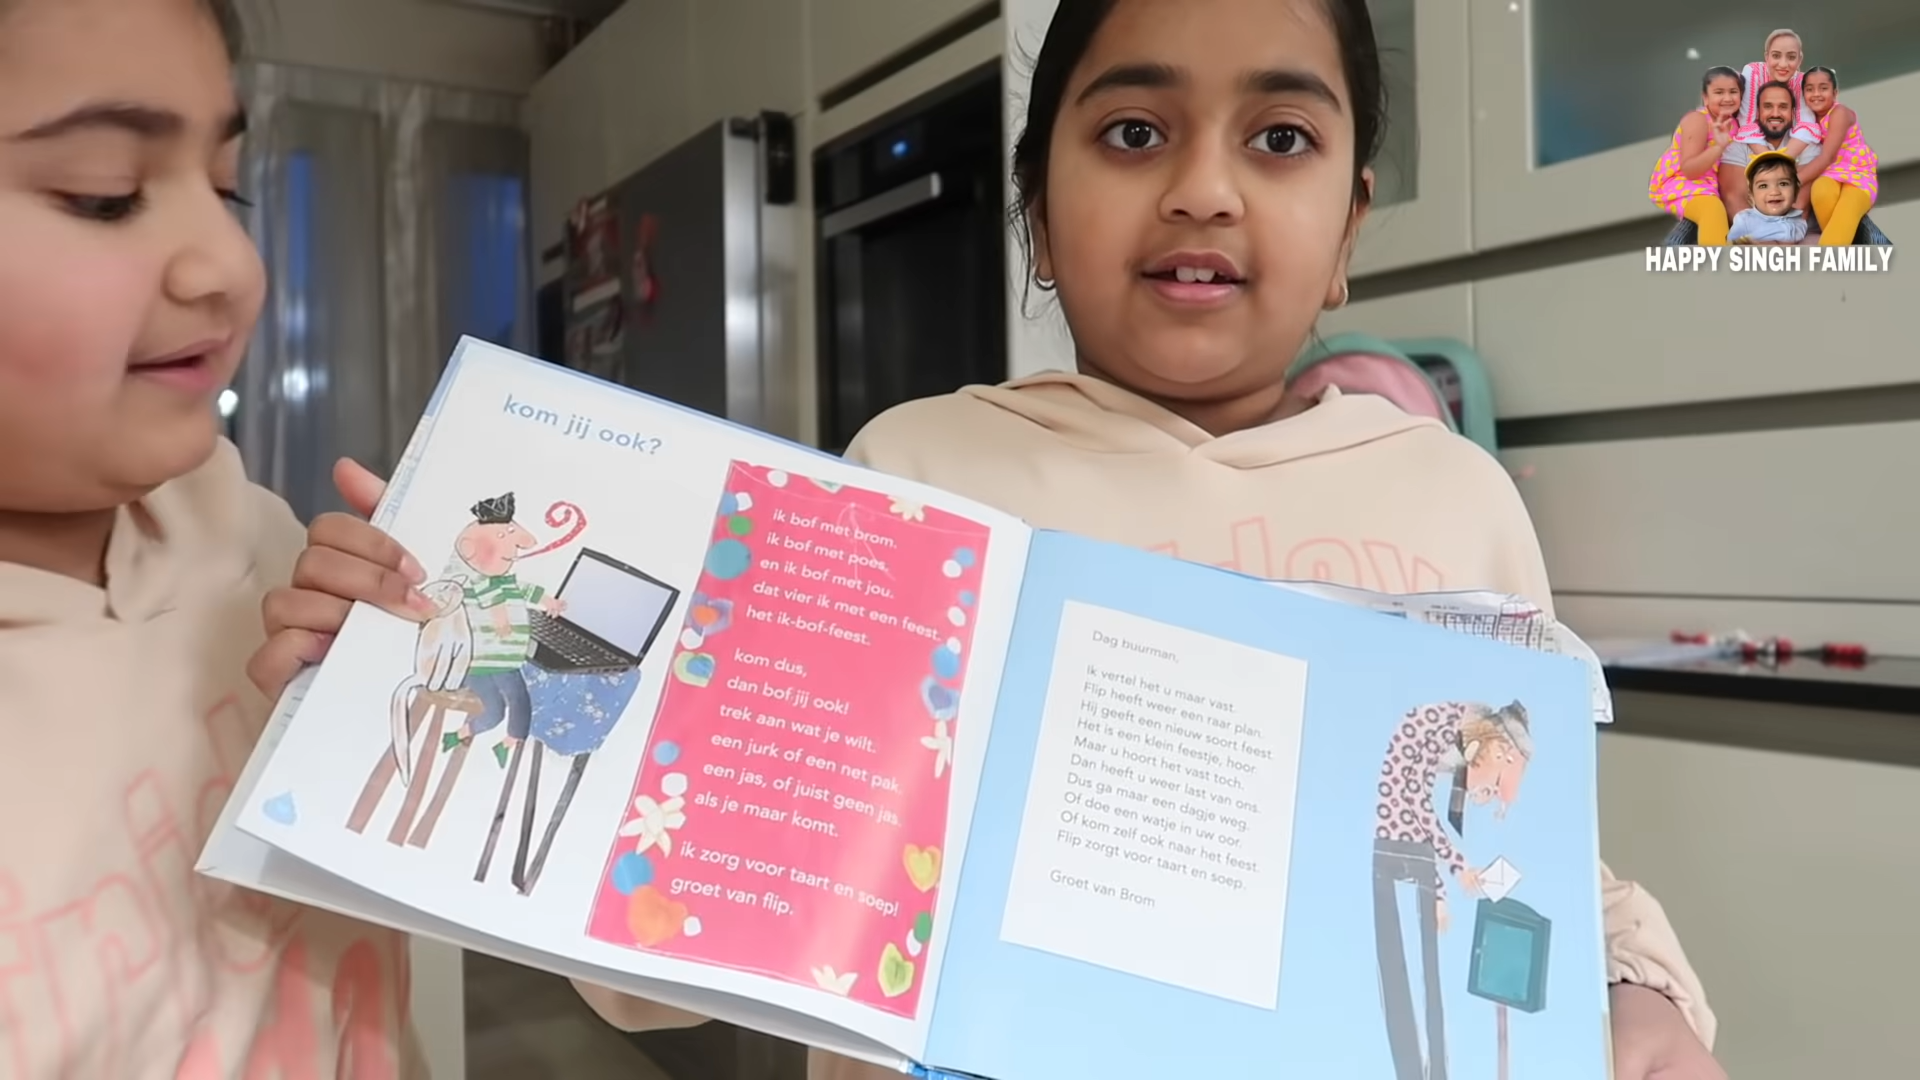 HAPPY SINGH FAMILY
kom jij ook?
ik bof met brom.
ik bof met poes.
en ik bof met jou.
dat vier ik met een feest.
het ik-bof-feest.
kom dus,
dan bof jij ook!
trek aan wat je wilt.
een jurk of een net pak.
een jas, of juist geen jas.
als je maar komt.
ik zorg voor taart en soep!
groet van flip.
Dag buurman,
Ik vertel het u maar vast.
Flip heeft weer een raar plan.
Hij geeft een nieuw soort feest.
Het is een klein feestje, hoor.
Maar u hoort het vast toch.
Dan heeft u weer last van ons.
Dus ga maar een dagje weg.
Of doe een watje in uw oor.
Of kom zelf ook naar het feest.
Flip zorgt voor taart en soep.
Groet van Brom